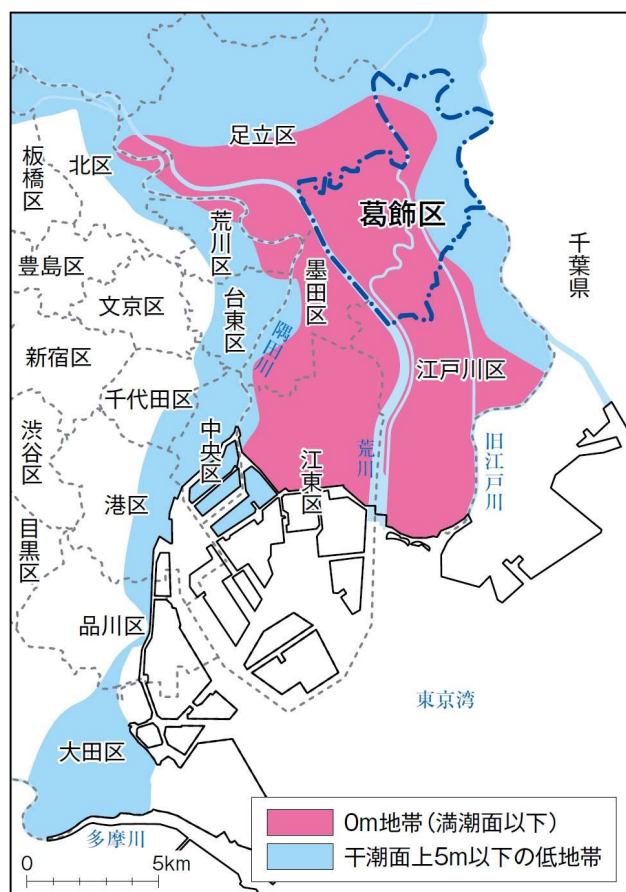 足立区
板橋区
北区
葛飾区
荒川区
千葉県
豊島区
墨田区
台東区
文京区
隅田川
新宿区
江戸川区
千代田区
渋谷区
中央区
荒川
旧江戸川
江東区
港区
目黒区
品川区
東京湾
大田区
多摩川
0m地帯(満潮面以下)
干潮面上5m以下の低地帯
0 5km